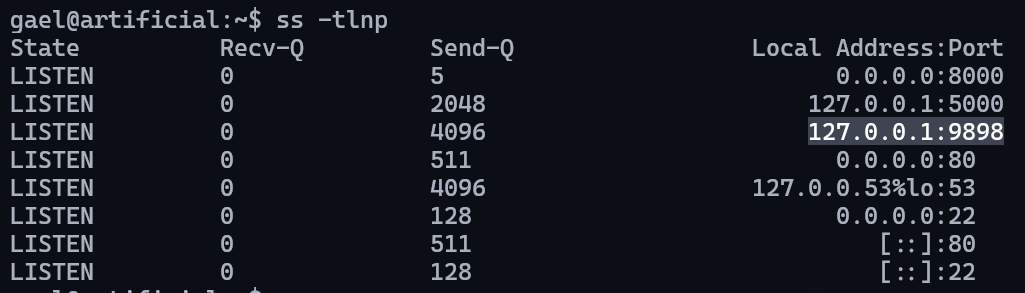 gael@artificial:~$ ss -tlnp
State Recv-Q Send-Q Local Address:Port
LISTEN 0 5 0.0.0.0:8000
LISTEN 0 2048 127.0.0.1:5000
LISTEN 0 4096 127.0.0.1:9898
LISTEN 0 511 0.0.0.0:80
LISTEN 0 4096 127.0.0.53%lo:53
LISTEN 0 128 0.0.0.0:22
LISTEN 0 511 [::]:80
LISTEN 0 128 [::]:22